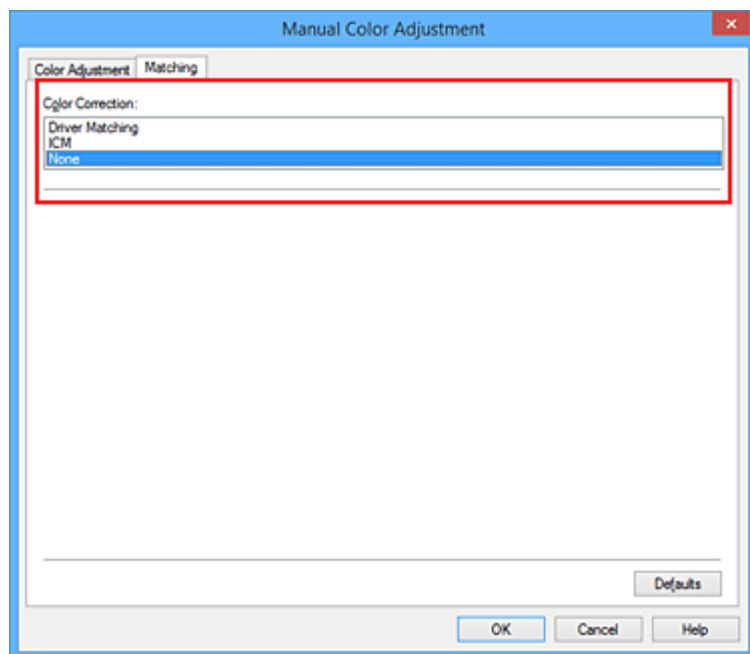 Manual Color Adjustment
Color Adjustment Matching
Color Correction:
Driver Matching
ICM
None
Defaults
OK Cancel Help